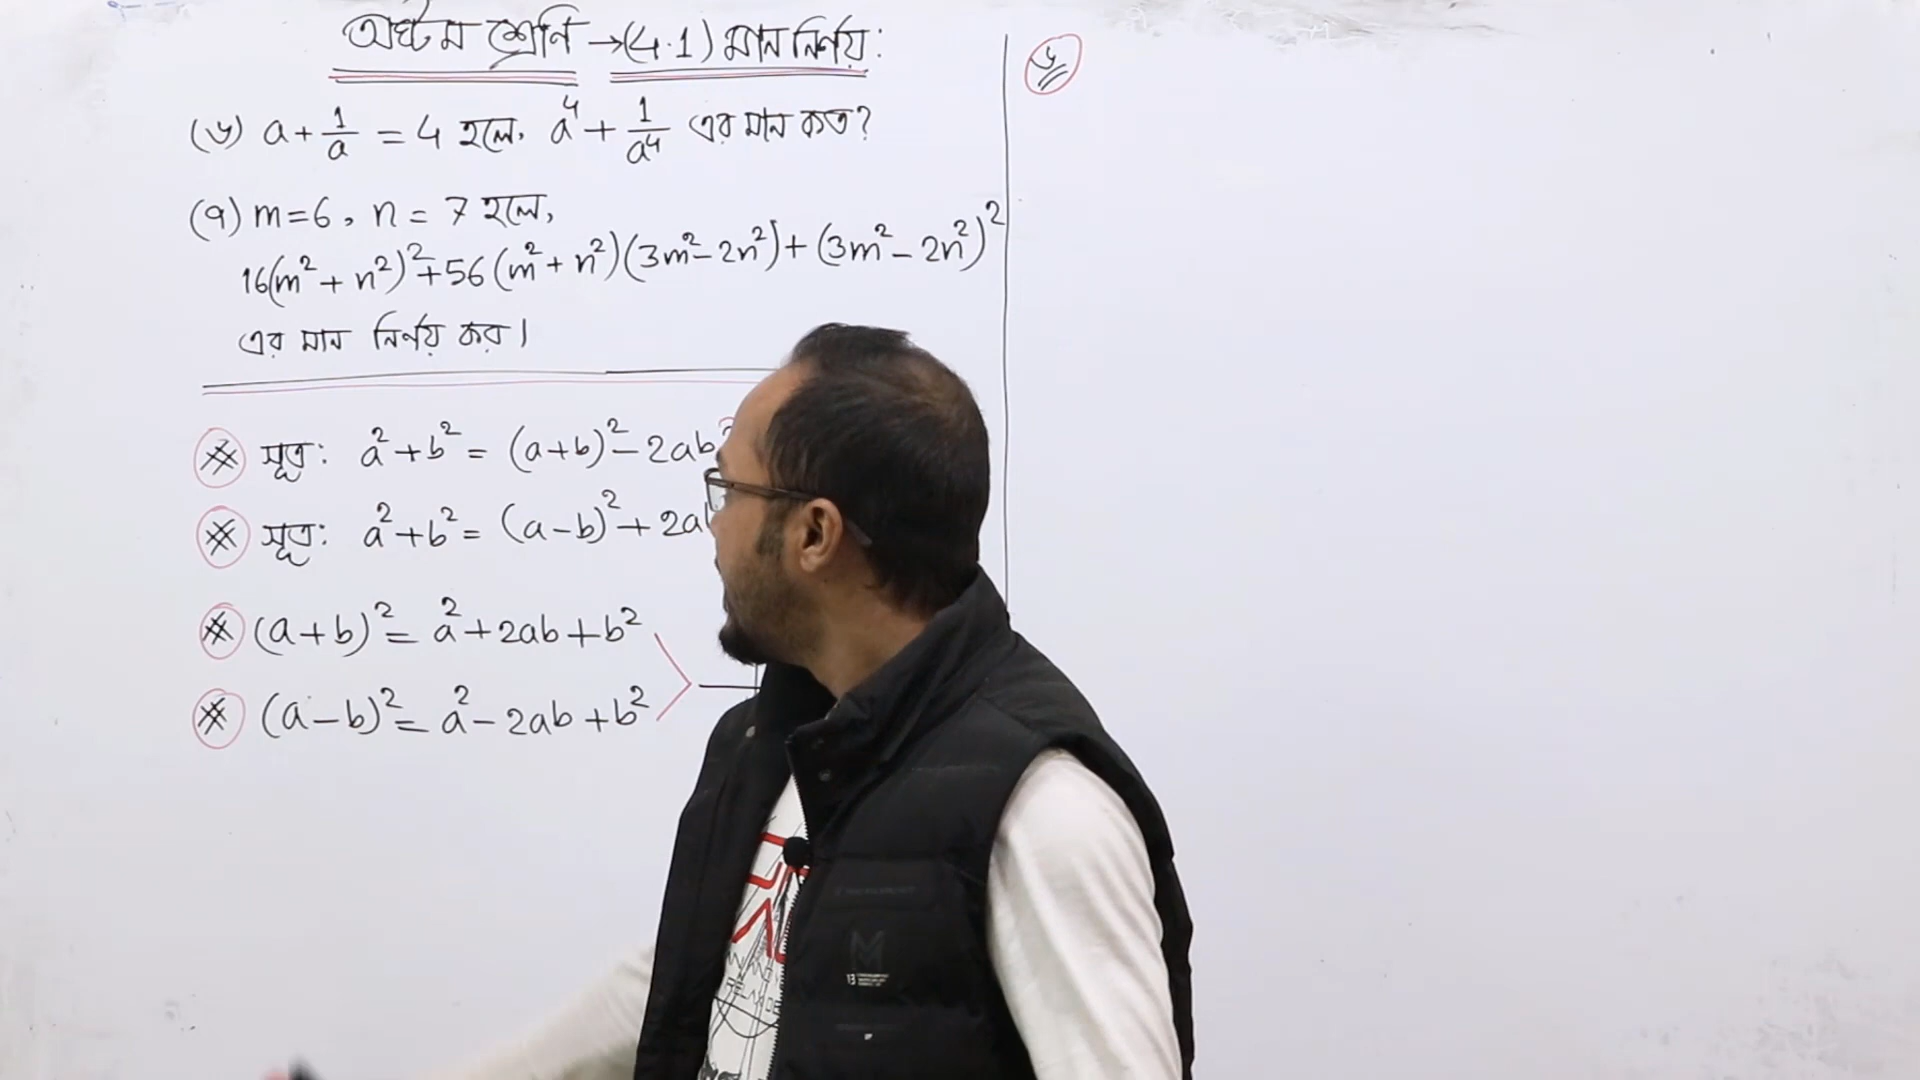 অষ্টম শ্রেণি → (4.1) মান নির্ণয়:
(৬) a + 1/a = 4 হলে, a⁴ + 1/a⁴ এর মান কত?
(৭) m = 6, n = 7 হলে,
16(m² + n²)² + 56(m² + n²)(3m² - 2n²) + (3m² - 2n²)²
এর মান নির্ণয় কর।
* সূত্র: a² + b² = (a+b)² - 2ab
* সূত্র: a² + b² = (a-b)² + 2a
* (a+b)² = a² + 2ab + b²
* (a-b)² = a² - 2ab + b²
৬